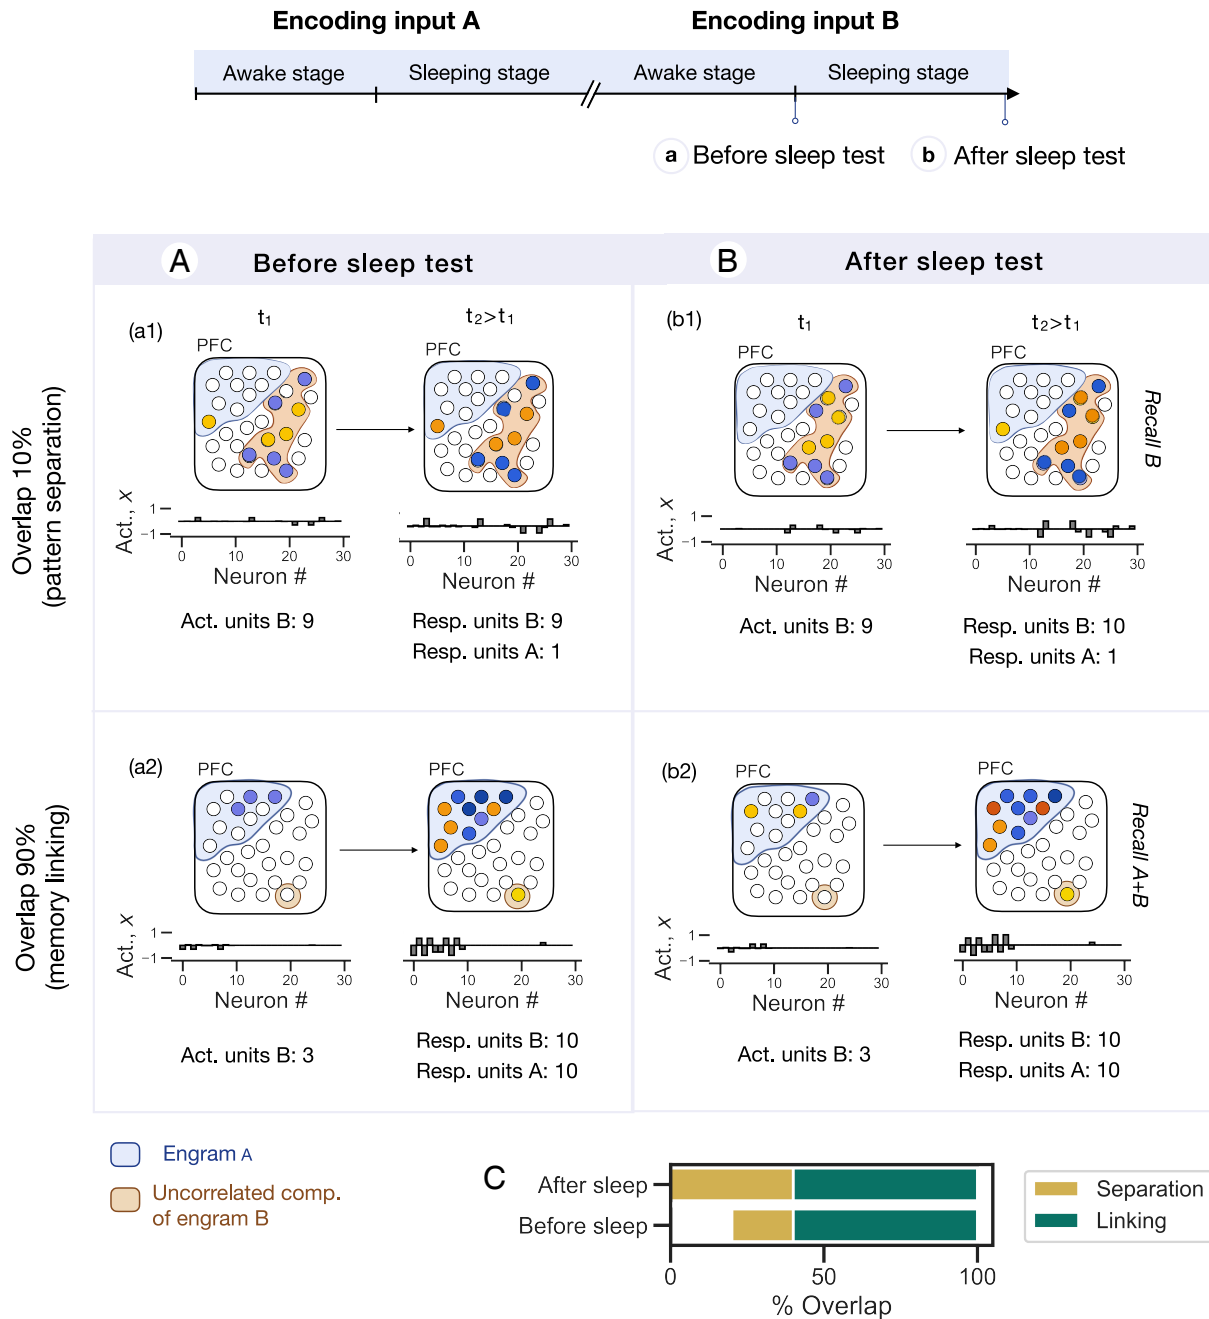 Encoding input A
Encoding input B
Awake stage
Sleeping stage
Awake stage
Sleeping stage
a Before sleep test
b After sleep test
A Before sleep test
B After sleep test
Overlap 10%
(pattern separation)
(a1)
t1
t2>t1
PFC
PFC
Act., x
1
−1
0
10
20
30
0
10
20
30
Neuron #
Neuron #
Act. units B: 9
Resp. units B: 9
Resp. units A: 1
(b1)
t1
t2>t1
PFC
PFC
Recall B
Act., x
1
−1
0
10
20
30
0
10
20
30
Neuron #
Neuron #
Act. units B: 9
Resp. units B: 10
Resp. units A: 1
Overlap 90%
(memory linking)
(a2)
PFC
PFC
Act., x
1
−1
0
10
20
30
0
10
20
30
Neuron #
Neuron #
Act. units B: 3
Resp. units B: 10
Resp. units A: 10
(b2)
PFC
PFC
Recall A+B
Act., x
1
−1
0
10
20
30
0
10
20
30
Neuron #
Neuron #
Act. units B: 3
Resp. units B: 10
Resp. units A: 10
Engram A
Uncorrelated comp.
of engram B
C
After sleep
Before sleep
0
50
100
% Overlap
Separation
Linking